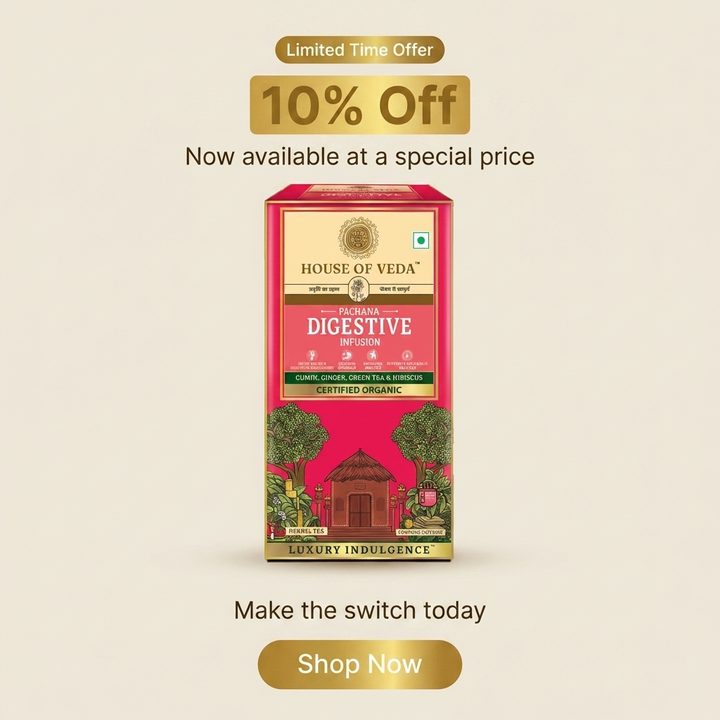 Limited Time Offer
10% Off
Now available at a special price
HOUSE OF VEDA™
PACHANA
DIGESTIVE
INFUSION
CUMIN, GINGER, GREEN TEA & HIBISCUS
CERTIFIED ORGANIC
LUXURY INDULGENCE™
Make the switch today
Shop Now